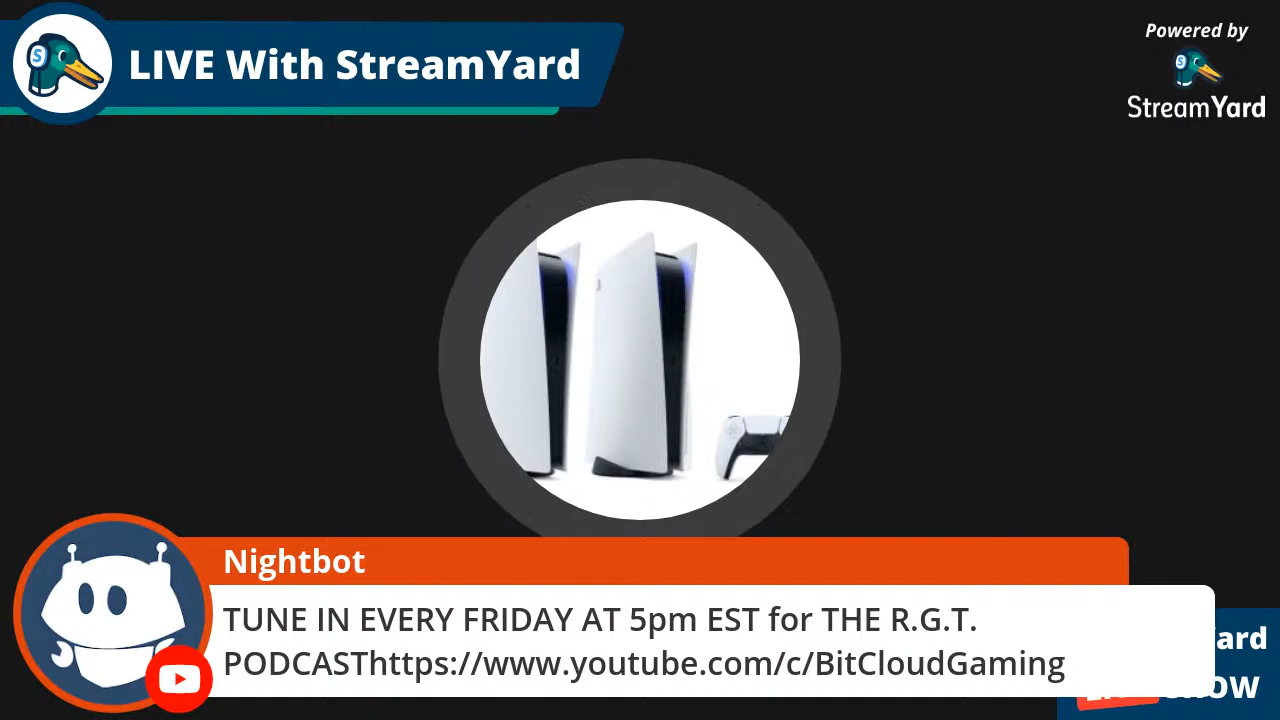 LIVE With StreamYard
Powered by
StreamYard
Nightbot
TUNE IN EVERY FRIDAY AT 5pm EST for THE R.G.T.
PODCASThttps://www.youtube.com/c/BitCloudGaming